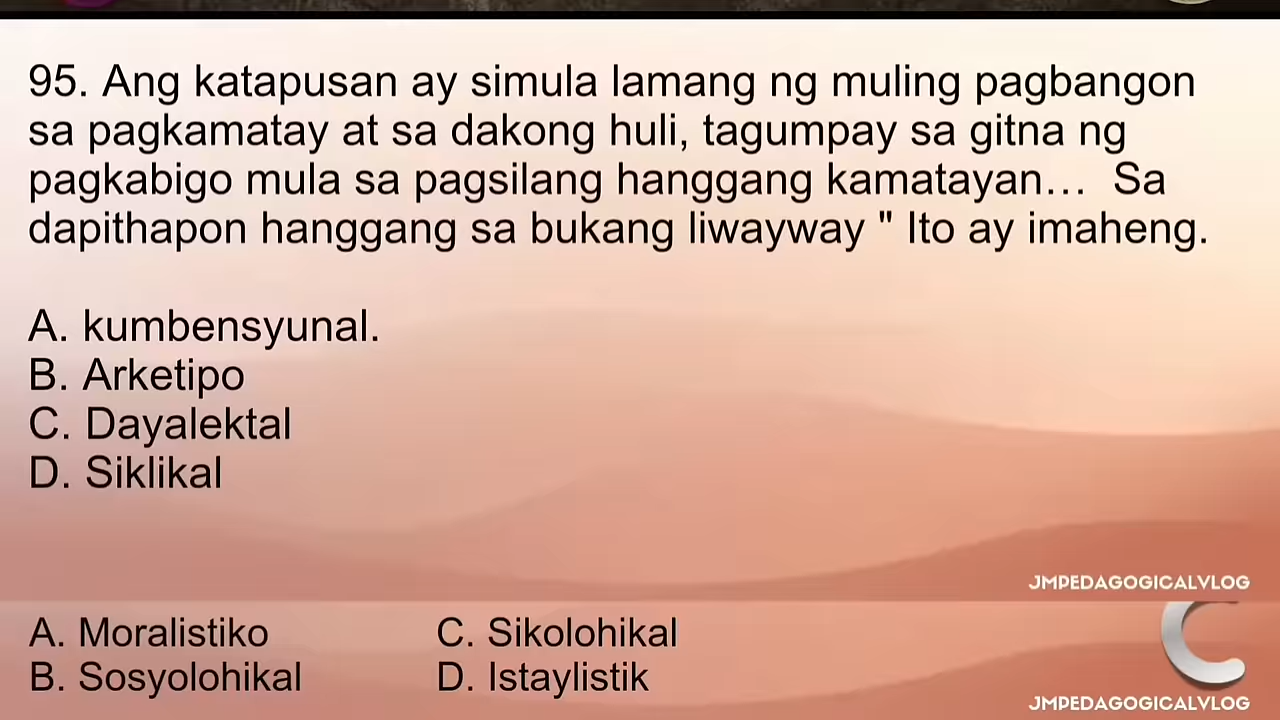 95. Ang katapusan ay simula lamang ng muling pagbangon
sa pagkamatay at sa dakong huli, tagumpay sa gitna ng
pagkabigo mula sa pagsilang hanggang kamatayan…  Sa
dapithapon hanggang sa bukang liwayway " Ito ay imaheng.
A. kumbensyunal.
B. Arketipo
C. Dayalektal
D. Siklikal
JMPEDAGOGICALVLOG
A. Moralistiko C. Sikolohikal
B. Sosyolohikal D. Istaylistik
JMPEDAGOGICALVLOG